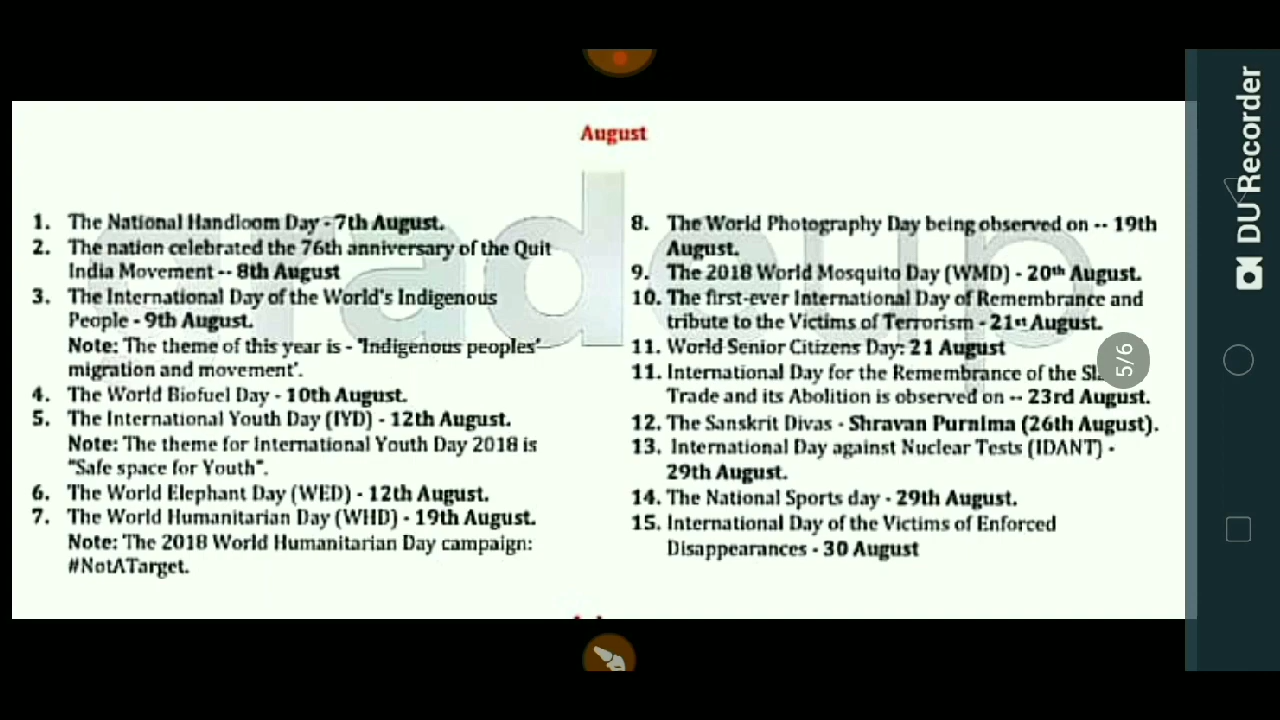 August
1. The National Handloom Day - 7th August.
2. The nation celebrated the 76th anniversary of the Quit
India Movement -- 8th August
3. The International Day of the World's Indigenous
People - 9th August.
Note: The theme of this year is - 'Indigenous peoples'
migration and movement'.
4. The World Biofuel Day - 10th August.
5. The International Youth Day (IYD) - 12th August.
Note: The theme for International Youth Day 2018 is
"Safe space for Youth".
6. The World Elephant Day (WED) - 12th August.
7. The World Humanitarian Day (WHD) - 19th August.
Note: The 2018 World Humanitarian Day campaign:
#NotATarget.
8. The World Photography Day being observed on -- 19th
August.
9. The 2018 World Mosquito Day (WMD) - 20th August.
10. The first-ever International Day of Remembrance and
tribute to the Victims of Terrorism - 21st August.
11. World Senior Citizens Day: 21 August
11. International Day for the Remembrance of the
Trade and its Abolition is observed on -- 23rd August.
12. The Sanskrit Divas - Shravan Purnima (26th August).
13. International Day against Nuclear Tests (IDANT) -
29th August.
14. The National Sports day - 29th August.
15. International Day of the Victims of Enforced
Disappearances - 30 August
gradeup
5/6
DU Recorder